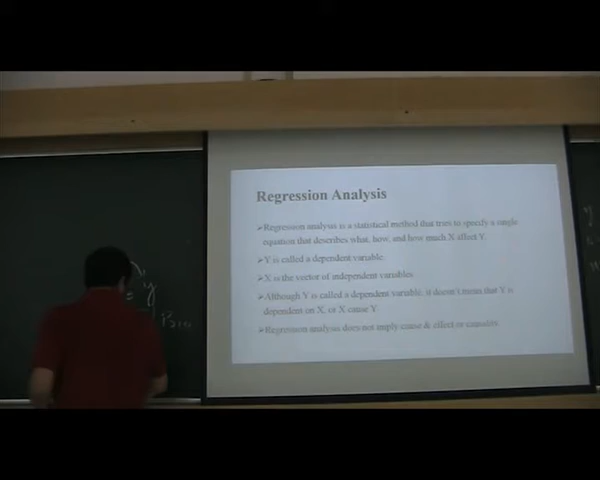 Regression Analysis
➢Regression analysis is a statistical method that tries to specify a single
equation that describes what, how, and how much X effect Y.
➢Y is called a dependent variable.
➢X is the vector of independent variables.
➢Although Y is called a dependent variable, it doesn't mean that Y is
dependent on X, or X cause Y.
➢Regression analysis does not imply cause & effect or causality.
y